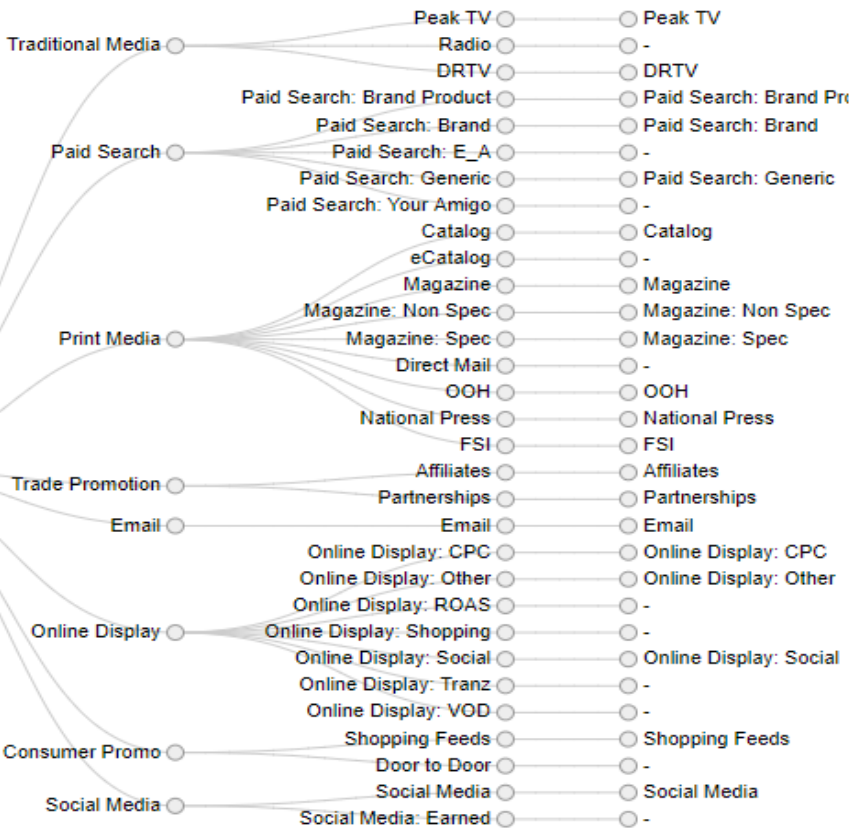 Peak TV Peak TV
Traditional Media Radio -
DRTV DRTV
Paid Search: Brand Product Paid Search: Brand Pro
Paid Search: Brand Paid Search: Brand
Paid Search Paid Search: E_A -
Paid Search: Generic Paid Search: Generic
Paid Search: Your Amigo -
Catalog Catalog
eCatalog -
Magazine Magazine
Magazine: Non Spec Magazine: Non Spec
Print Media Magazine: Spec Magazine: Spec
Direct Mail -
OOH OOH
National Press National Press
FSI FSI
Affiliates Affiliates
Trade Promotion
Partnerships Partnerships
Email Email Email
Online Display: CPC Online Display: CPC
Online Display: Other Online Display: Other
Online Display: ROAS -
Online Display Online Display: Shopping -
Online Display: Social Online Display: Social
Online Display: Tranz -
Online Display: VOD -
Shopping Feeds Shopping Feeds
Consumer Promo
Door to Door -
Social Media Social Media
Social Media
Social Media: Earned -